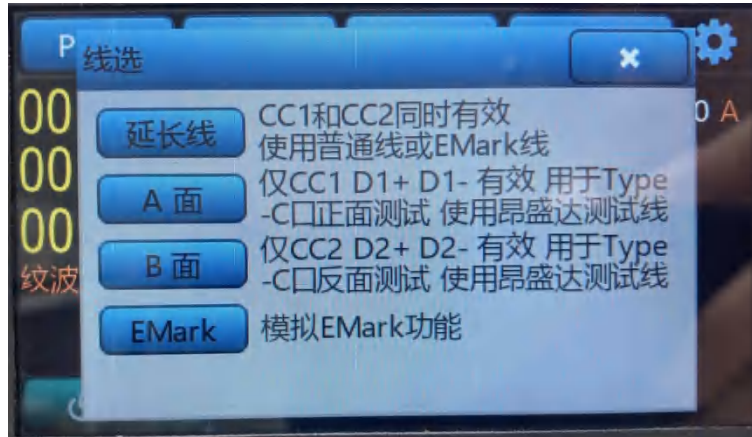 P
线选
00
0 A
延长线
CC1和CC2同时有效
使用普通线或EMark线
00
A 面
仅CC1 D1+ D1- 有效 用于Type
-C口正面测试 使用昂盛达测试线
00
B 面
仅CC2 D2+ D2- 有效 用于Type
-C口反面测试 使用昂盛达测试线
纹波
EMark
模拟EMark功能